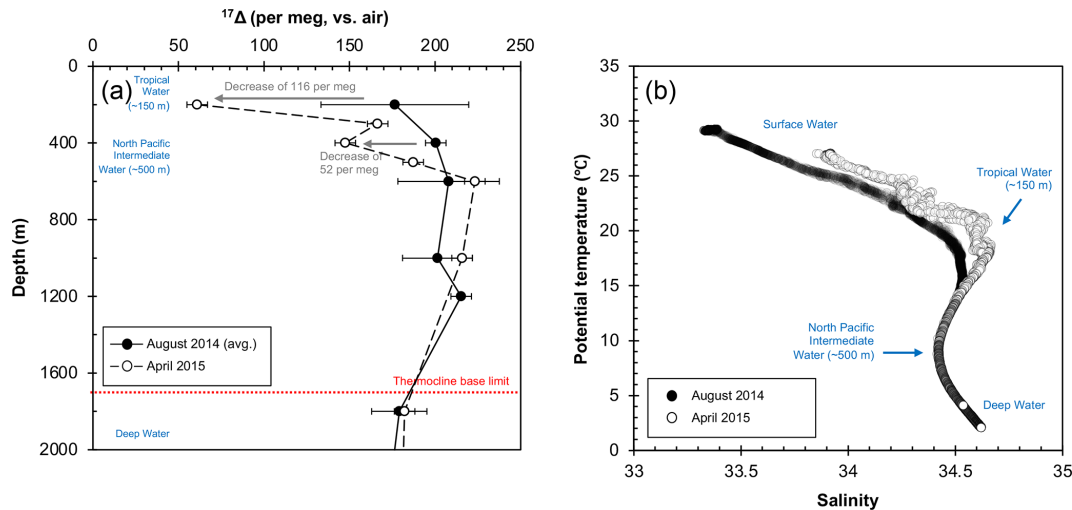 ¹⁷Δ (per meg, vs. air)
0 50 100 150 200 250
0
400
800
1200
1600
2000
Depth (m)
(a)
Tropical
Water
(~150 m)
Decrease of 116 per meg
North Pacific
Intermediate
Water (~500 m)
Decrease of
52 per meg
August 2014 (avg.)
April 2015
Thermocline base limit
Deep Water
35
30
25
20
15
10
5
0
Potential temperature (℃)
(b)
Surface Water
Tropical Water
(~150 m)
North Pacific
Intermediate
Water (~500 m)
August 2014
April 2015
Deep Water
33 33.5 34 34.5 35
Salinity